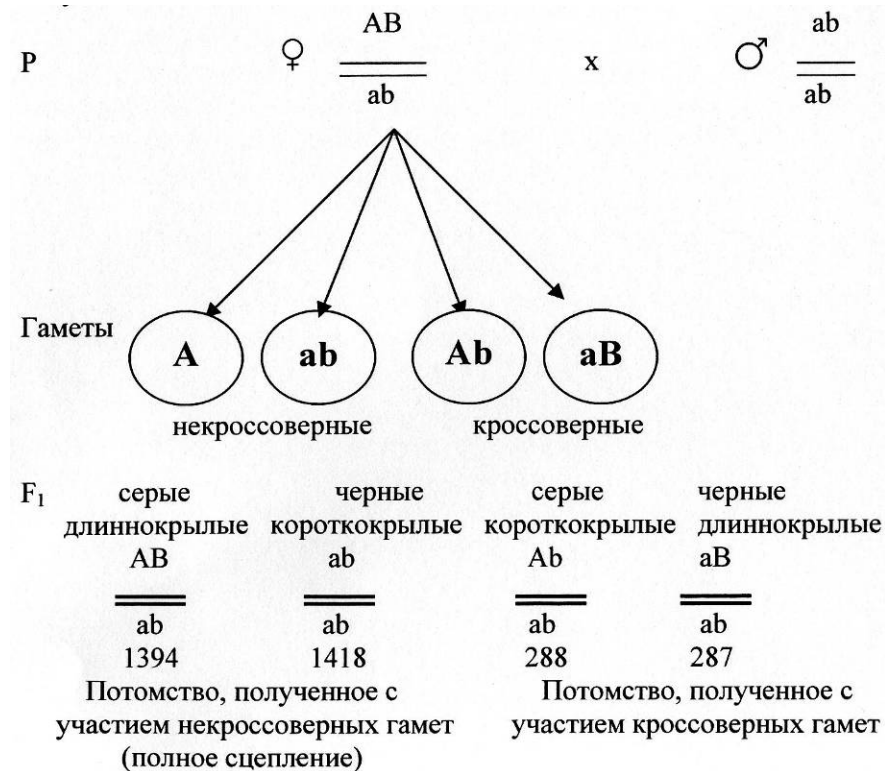 АВ ab
Р ♀ х ♂
ab ab
Гаметы
А ab Ab aB
некроссоверные кроссоверные
F₁ серые черные серые черные
длиннокрылые короткокрылые короткокрылые длиннокрылые
АВ ab Ab aB
ab ab ab ab
1394 1418 288 287
Потомство, полученное с Потомство, полученное с
участием некроссоверных гамет участием кроссоверных гамет
(полное сцепление)